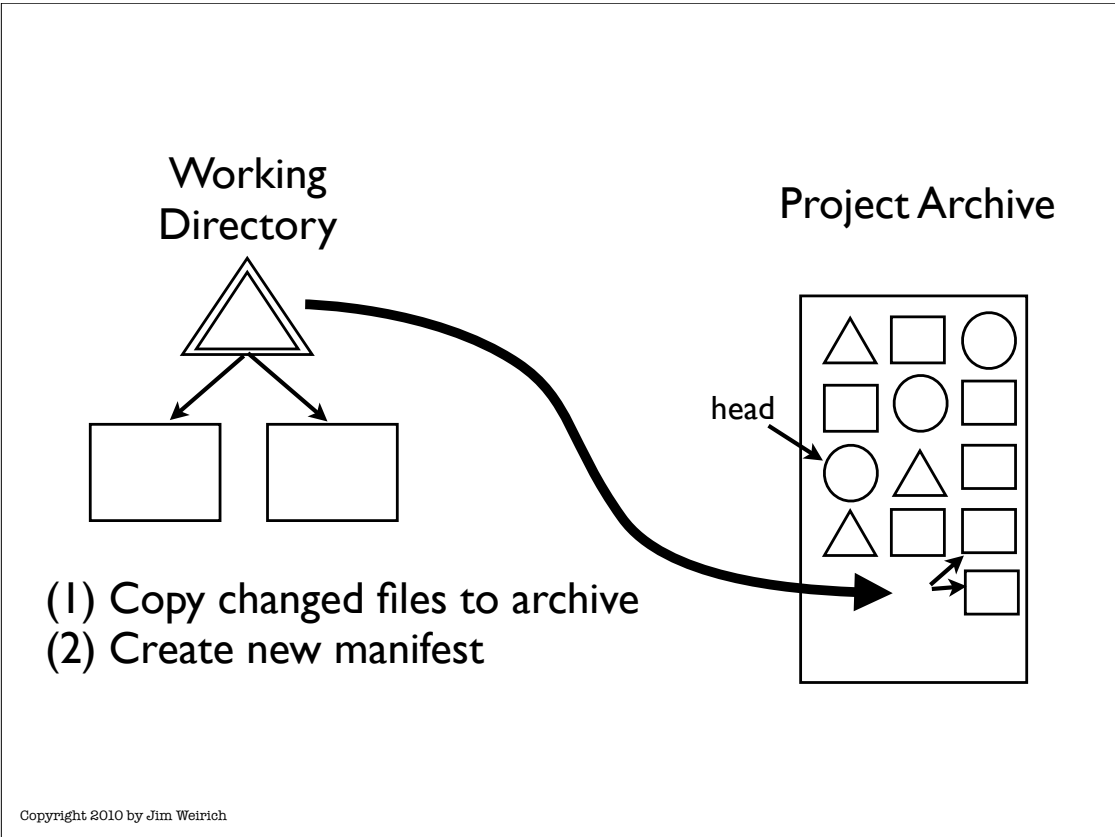 Working
Directory
Project Archive
head
(1) Copy changed files to archive
(2) Create new manifest
Copyright 2010 by Jim Weirich